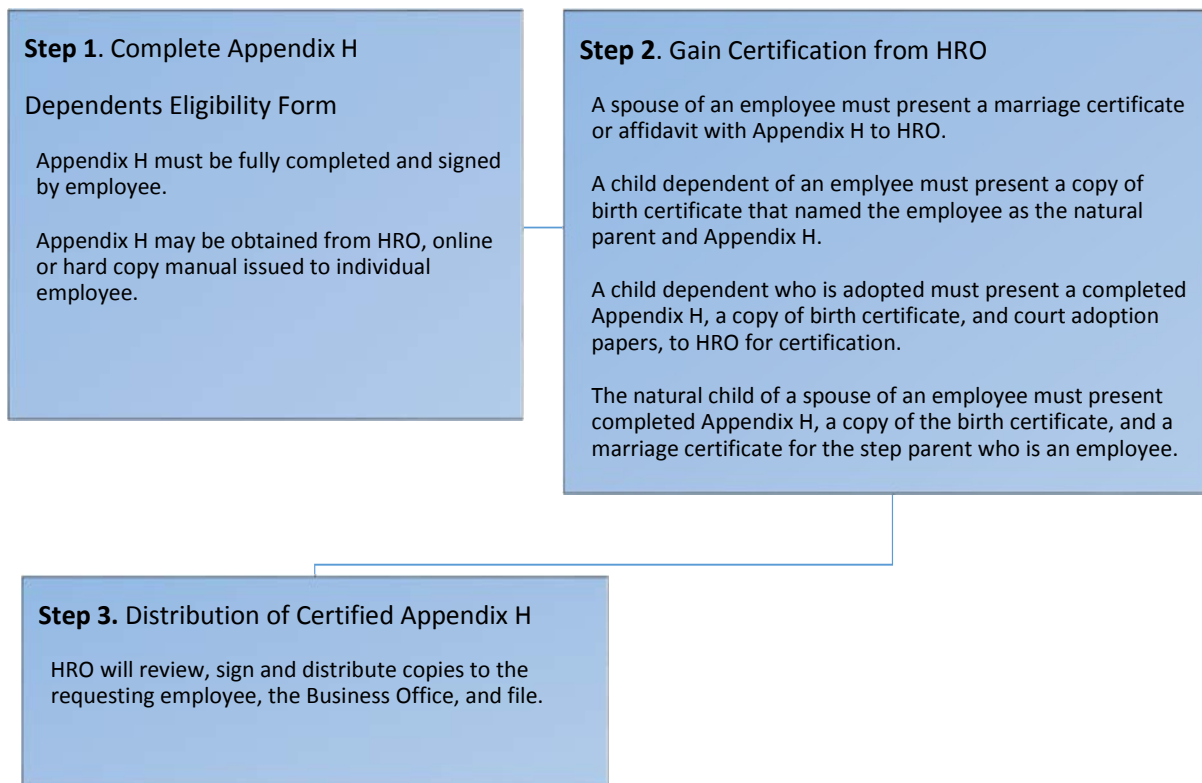 Step 1. Complete Appendix H
Dependents Eligibility Form
Appendix H must be fully completed and signed
by employee.
Appendix H may be obtained from HRO, online
or hard copy manual issued to individual
employee.
Step 2. Gain Certification from HRO
A spouse of an employee must present a marriage certificate
or affidavit with Appendix H to HRO.
A child dependent of an emplyee must present a copy of
birth certificate that named the employee as the natural
parent and Appendix H.
A child dependent who is adopted must present a completed
Appendix H, a copy of birth certificate, and court adoption
papers, to HRO for certification.
The natural child of a spouse of an employee must present
completed Appendix H, a copy of the birth certificate, and a
marriage certificate for the step parent who is an employee.
Step 3. Distribution of Certified Appendix H
HRO will review, sign and distribute copies to the
requesting employee, the Business Office, and file.